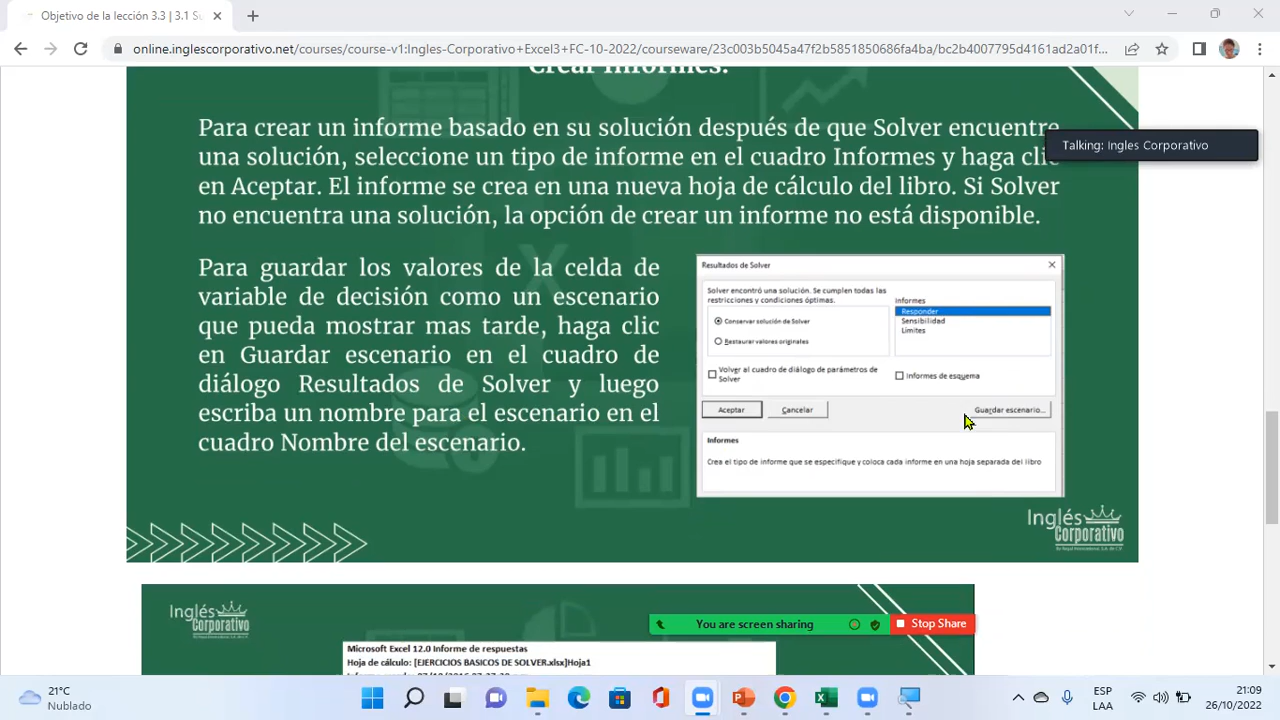 Objetivo de la lección 3.3 | 3.1 Su
online.inglescorporativo.net/courses/course-v1:Ingles-Corporativo+Excel3+FC-10-2022/courseware/23c003b5045a47f2b5851850686fa4ba/bc2b4007795d4161ad2a01f...
Crear Informes.
Talking: Ingles Corporativo
Para crear un informe basado en su solución después de que Solver encuentre
una solución, seleccione un tipo de informe en el cuadro Informes y haga clic
en Aceptar. El informe se crea en una nueva hoja de cálculo del libro. Si Solver
no encuentra una solución, la opción de crear un informe no está disponible.
Para guardar los valores de la celda de
variable de decisión como un escenario
que pueda mostrar mas tarde, haga clic
en Guardar escenario en el cuadro de
diálogo Resultados de Solver y luego
escriba un nombre para el escenario en el
cuadro Nombre del escenario.
Resultados de Solver
Solver encontró una solución. Se cumplen todas las
restricciones y condiciones óptimas.
Informes
Conservar solución de Solver
Restaurar valores originales
Responder
Sensibilidad
Límites
Volver al cuadro de diálogo de parámetros de
Solver
Informes de esquema
Aceptar
Cancelar
Guardar escenario...
Informes
Crea el tipo de informe que se especifique y coloca cada informe en una hoja separada del libro
Inglés
Corporativo
Inglés
Corporativo
You are screen sharing
Stop Share
Microsoft Excel 12.0 Informe de respuestas
Hoja de cálculo: [EJERCICIOS BASICOS DE SOLVER.xlsx]Hoja1
21°C
Nublado
ESP
LAA
21:09
26/10/2022